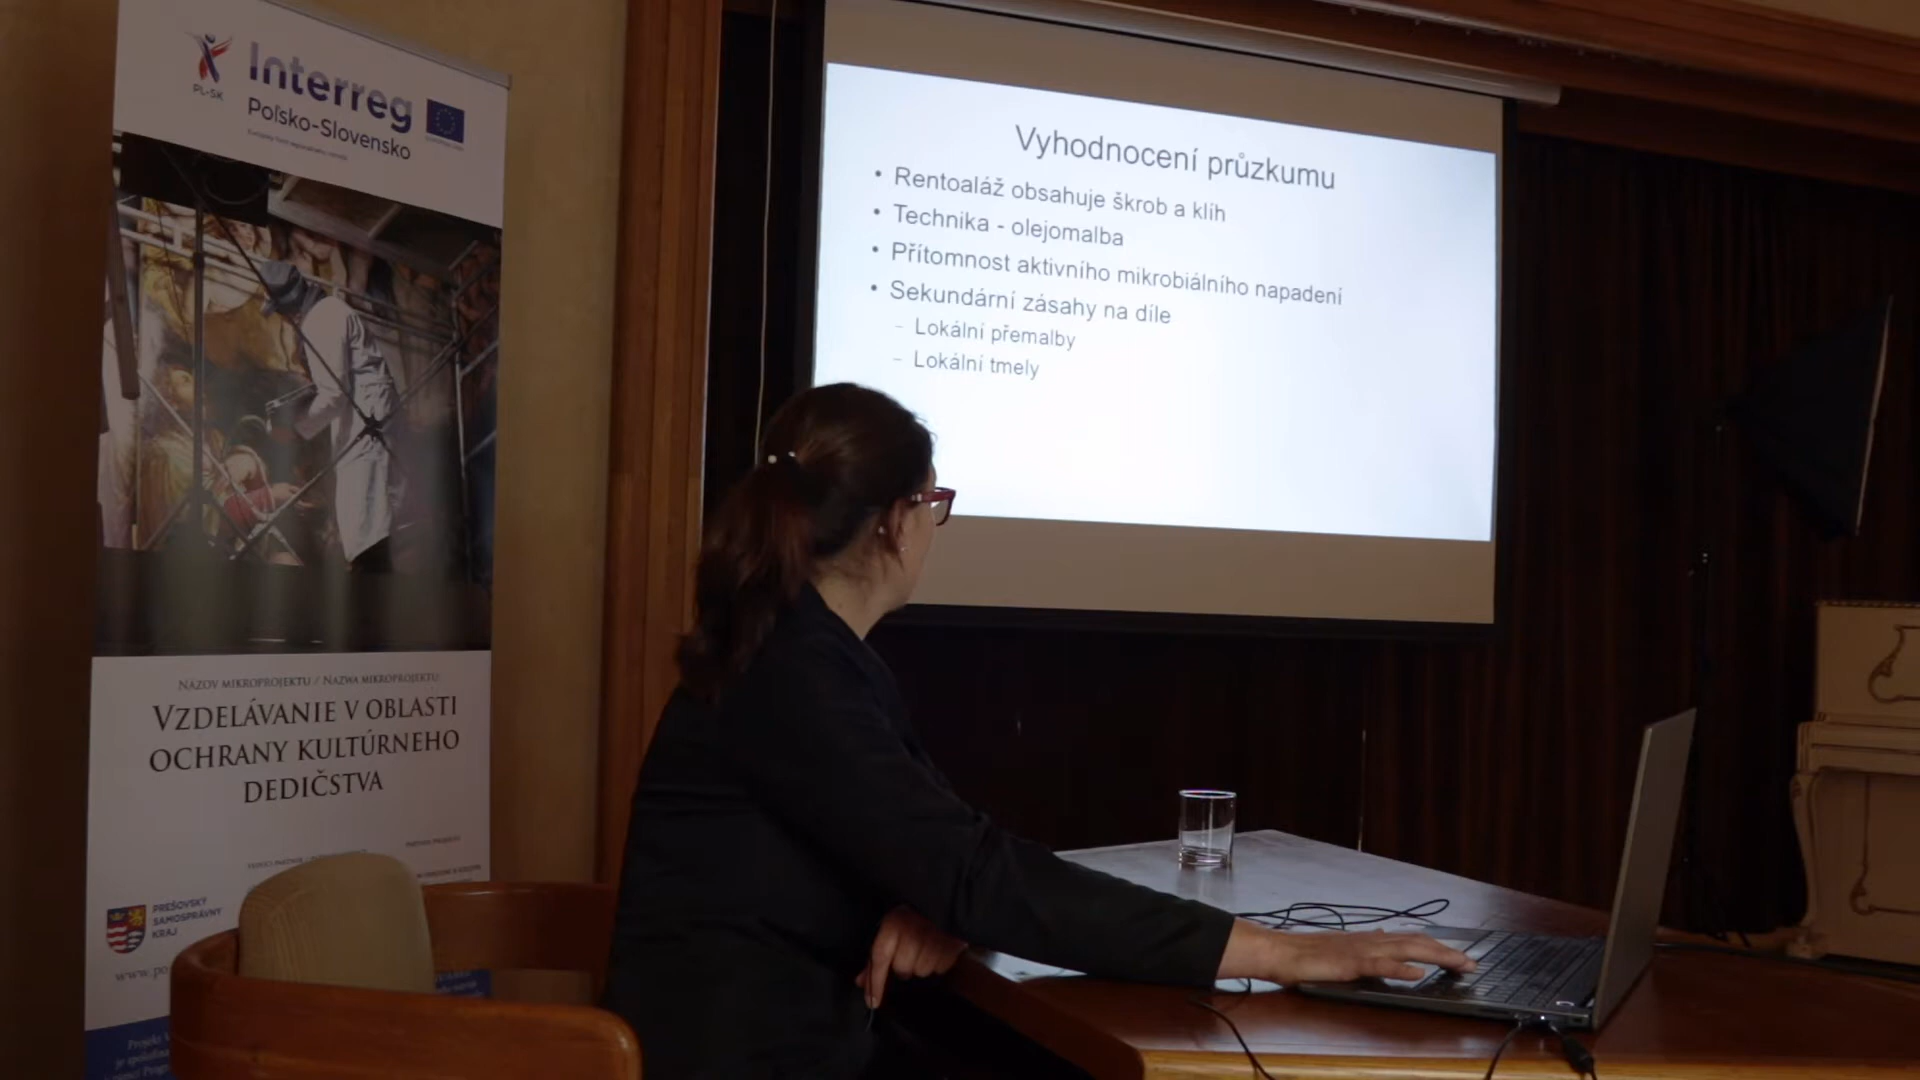 PL-SK
Interreg
Poľsko-Slovensko
Vyhodnocení průzkumu
• Rentoaláž obsahuje škrob a klíh
• Technika - olejomalba
• Přítomnost aktivního mikrobiálního napadení
• Sekundární zásahy na díle
– Lokální přemalby
– Lokální tmely
NÁZOV MIKROPROJEKTU / NAZWA MIKROPROJEKTU:
VZDELÁVANIE V OBLASTI
OCHRANY KULTÚRNEHO
DEDIČSTVA
PREŠOVSKÝ
SAMOSPRÁVNY
KRAJ